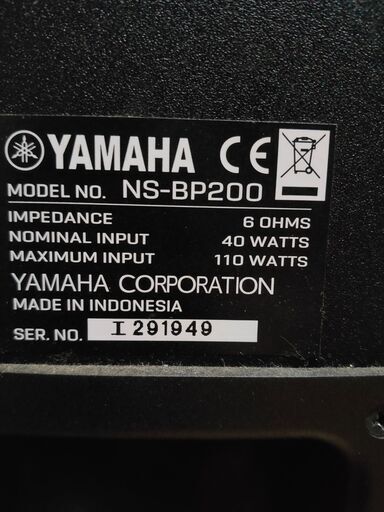 YAMAHA CE
MODEL NO. NS-BP200
IMPEDANCE 6 OHMS
NOMINAL INPUT 40 WATTS
MAXIMUM INPUT 110 WATTS
YAMAHA CORPORATION
MADE IN INDONESIA
SER. NO. I 291949